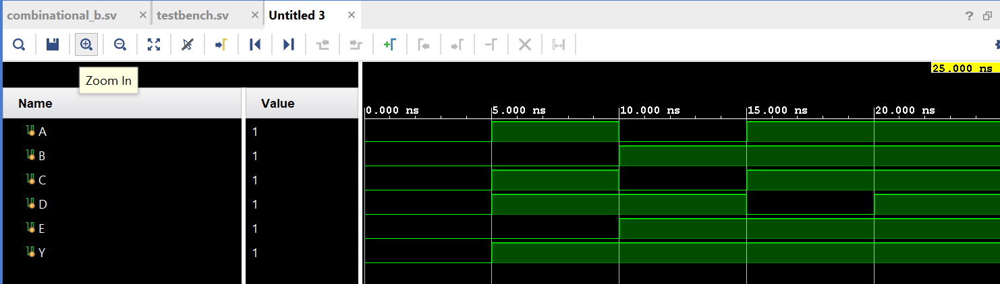 combinational_b.sv × testbench.sv × Untitled 3 × ?
Zoom In
25.000 ns
Name Value
0.000 ns 5.000 ns 10.000 ns 15.000 ns 20.000 ns
A 1
B 1
C 1
D 1
E 1
Y 1